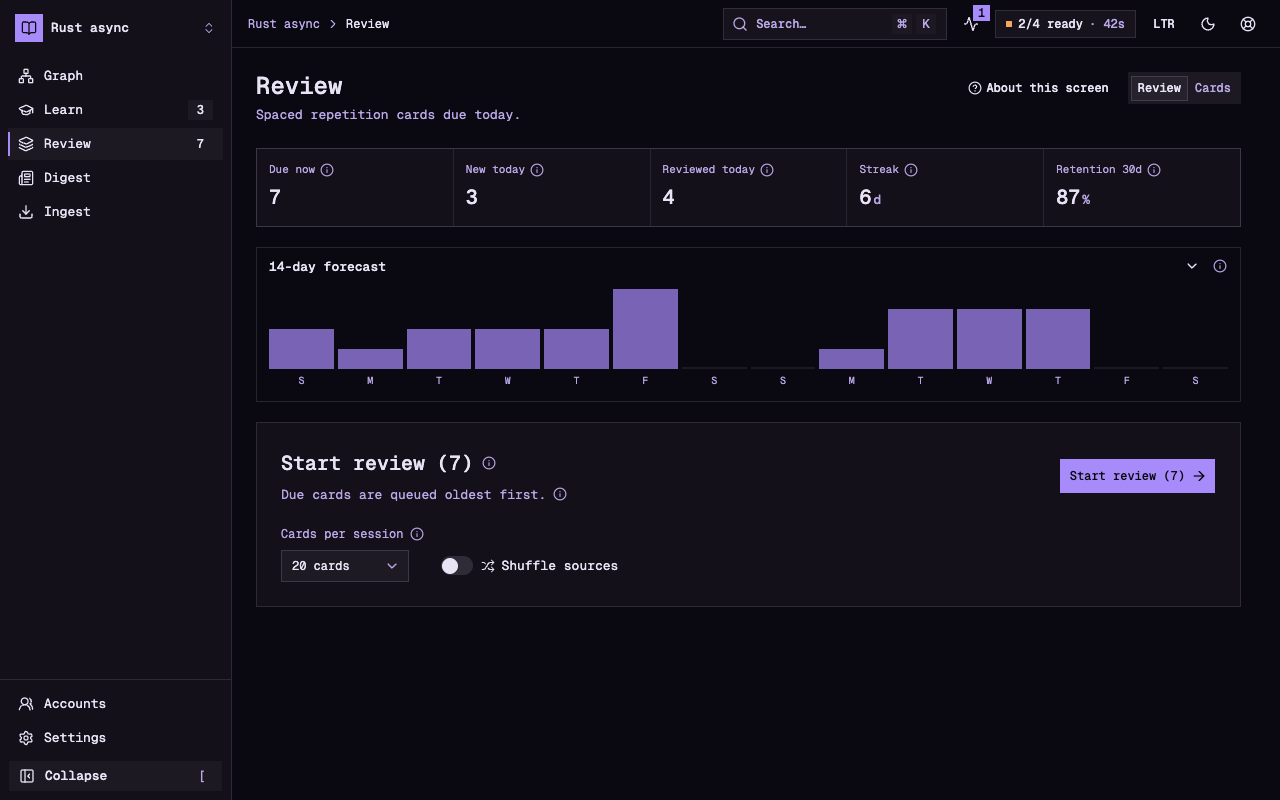 Rust async
Graph
Learn 3
Review 7
Digest
Ingest
Accounts
Settings
Collapse [
Rust async > Review
Search… ⌘ K
1
2/4 ready · 42s
LTR
Review
Spaced repetition cards due today.
About this screen
Review Cards
Due now
7
New today
3
Reviewed today
4
Streak
6d
Retention 30d
87%
14-day forecast
S M T W T F S S M T W T F S
Start review (7)
Due cards are queued oldest first.
Start review (7) →
Cards per session
20 cards
Shuffle sources